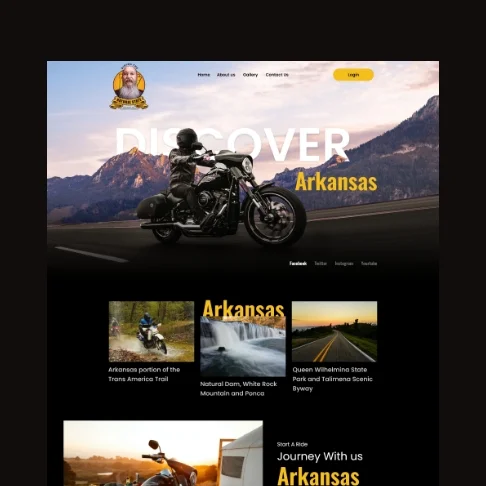 Home About us Gallery Contact Us Login
DISCOVER
Arkansas
Facebook Twitter Instagram Youtube
Arkansas
Arkansas portion of the
Trans America Trail
Natural Dam, White Rock
Mountain and Ponca
Queen Wilhelmina State
Park and Talimena Scenic
Byway
Start A Ride
Journey With us
Arkansas